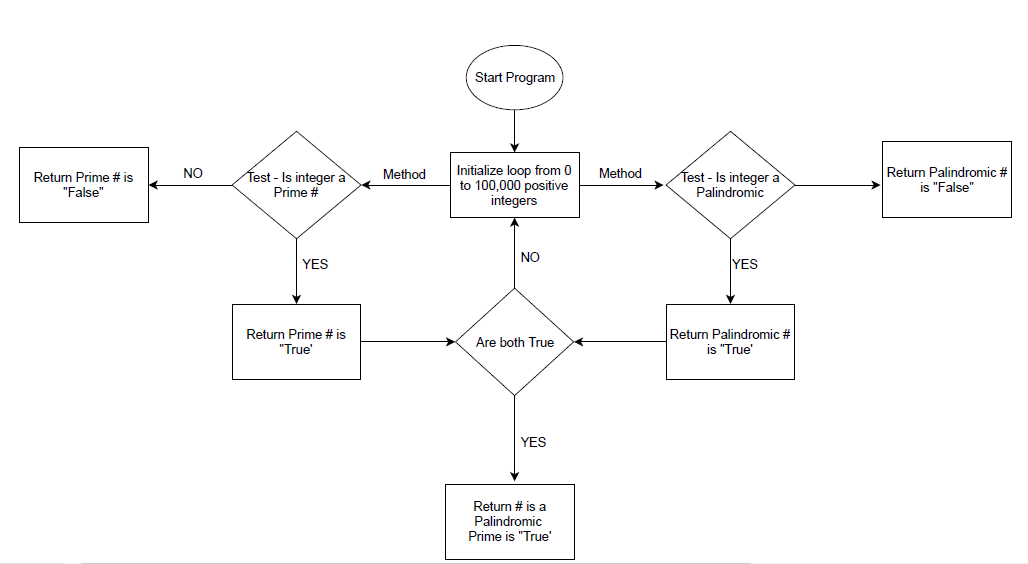 Start Program
Return Prime # is
"False"
NO
Test - Is integer a
Prime #
Method
Initialize loop from 0
to 100,000 positive
integers
Method
Test - Is integer a
Palindromic
Return Palindromic #
is "False"
YES
NO
YES
Return Prime # is
"True'
Are both True
Return Palindromic #
is "True'
YES
Return # is a
Palindromic
Prime is "True'